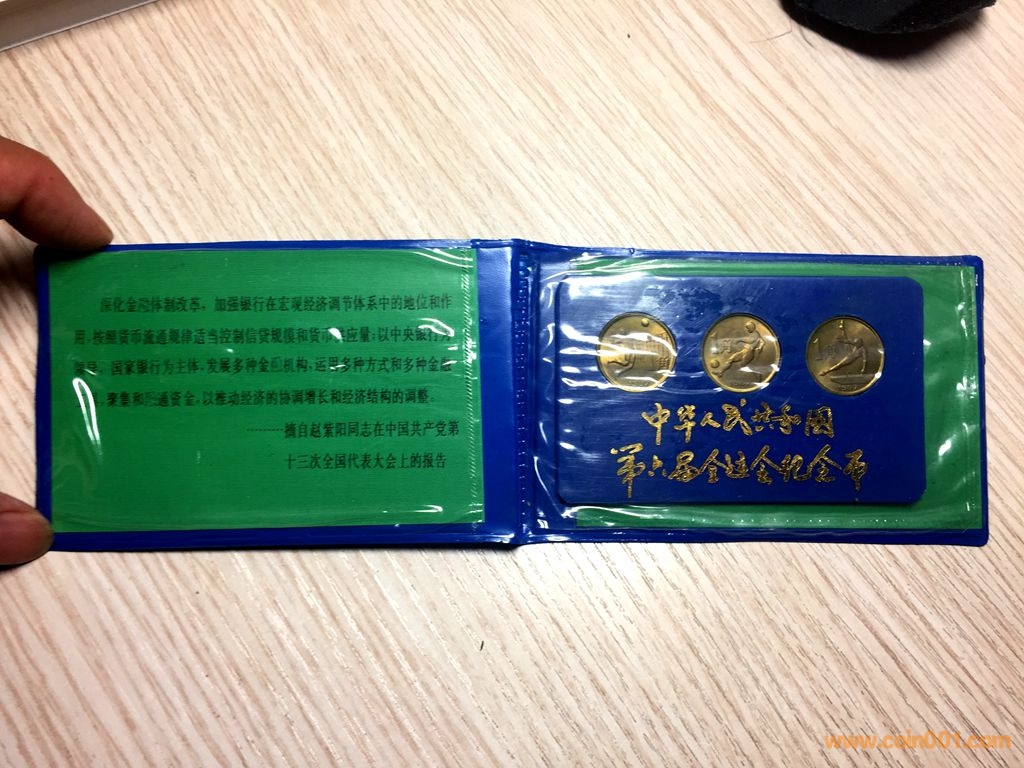 深化金融体制改革,加强银行在宏观经济调节体系中的地位和作
用,按照货币流通规律适当控制信贷规模和货币供应量:以中央银行为
领导、国家银行为主体,发展多种金融机构,运用多种方式和多种金融
聚集和融通资金,以推动经济的协调增长和经济结构的调整。
………摘自赵紫阳同志在中国共产党第
十三次全国代表大会上的报告
1角
中华人民共和国
第六届全运会纪念币
www.coin001.com